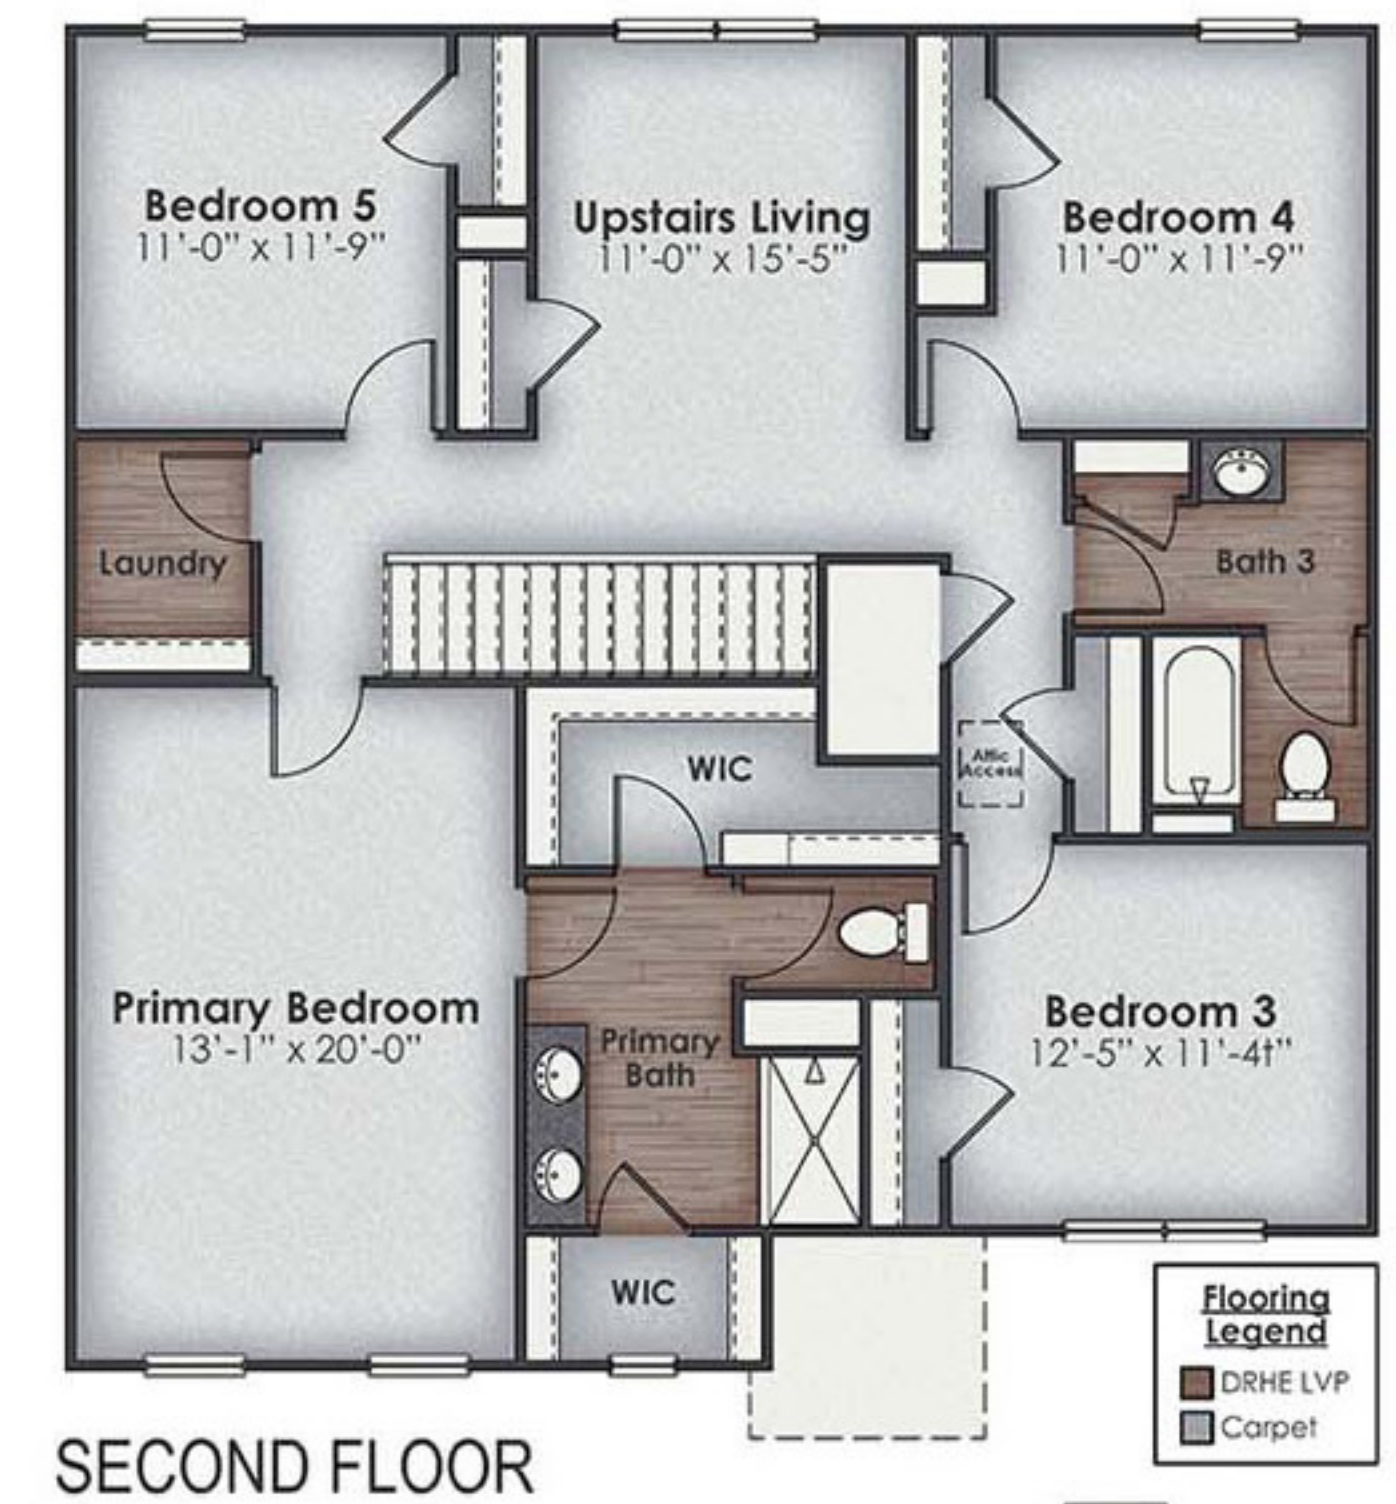 Bedroom 5
11'-0" x 11'-9"
Upstairs Living
11'-0" x 15'-5"
Bedroom 4
11'-0" x 11'-9"
Laundry
Bath 3
WIC
Attic
Access
Primary Bedroom
13'-1" x 20'-0"
Primary
Bath
Bedroom 3
12'-5" x 11'-4t"
WIC
Flooring
Legend
DRHE LVP
Carpet
SECOND FLOOR